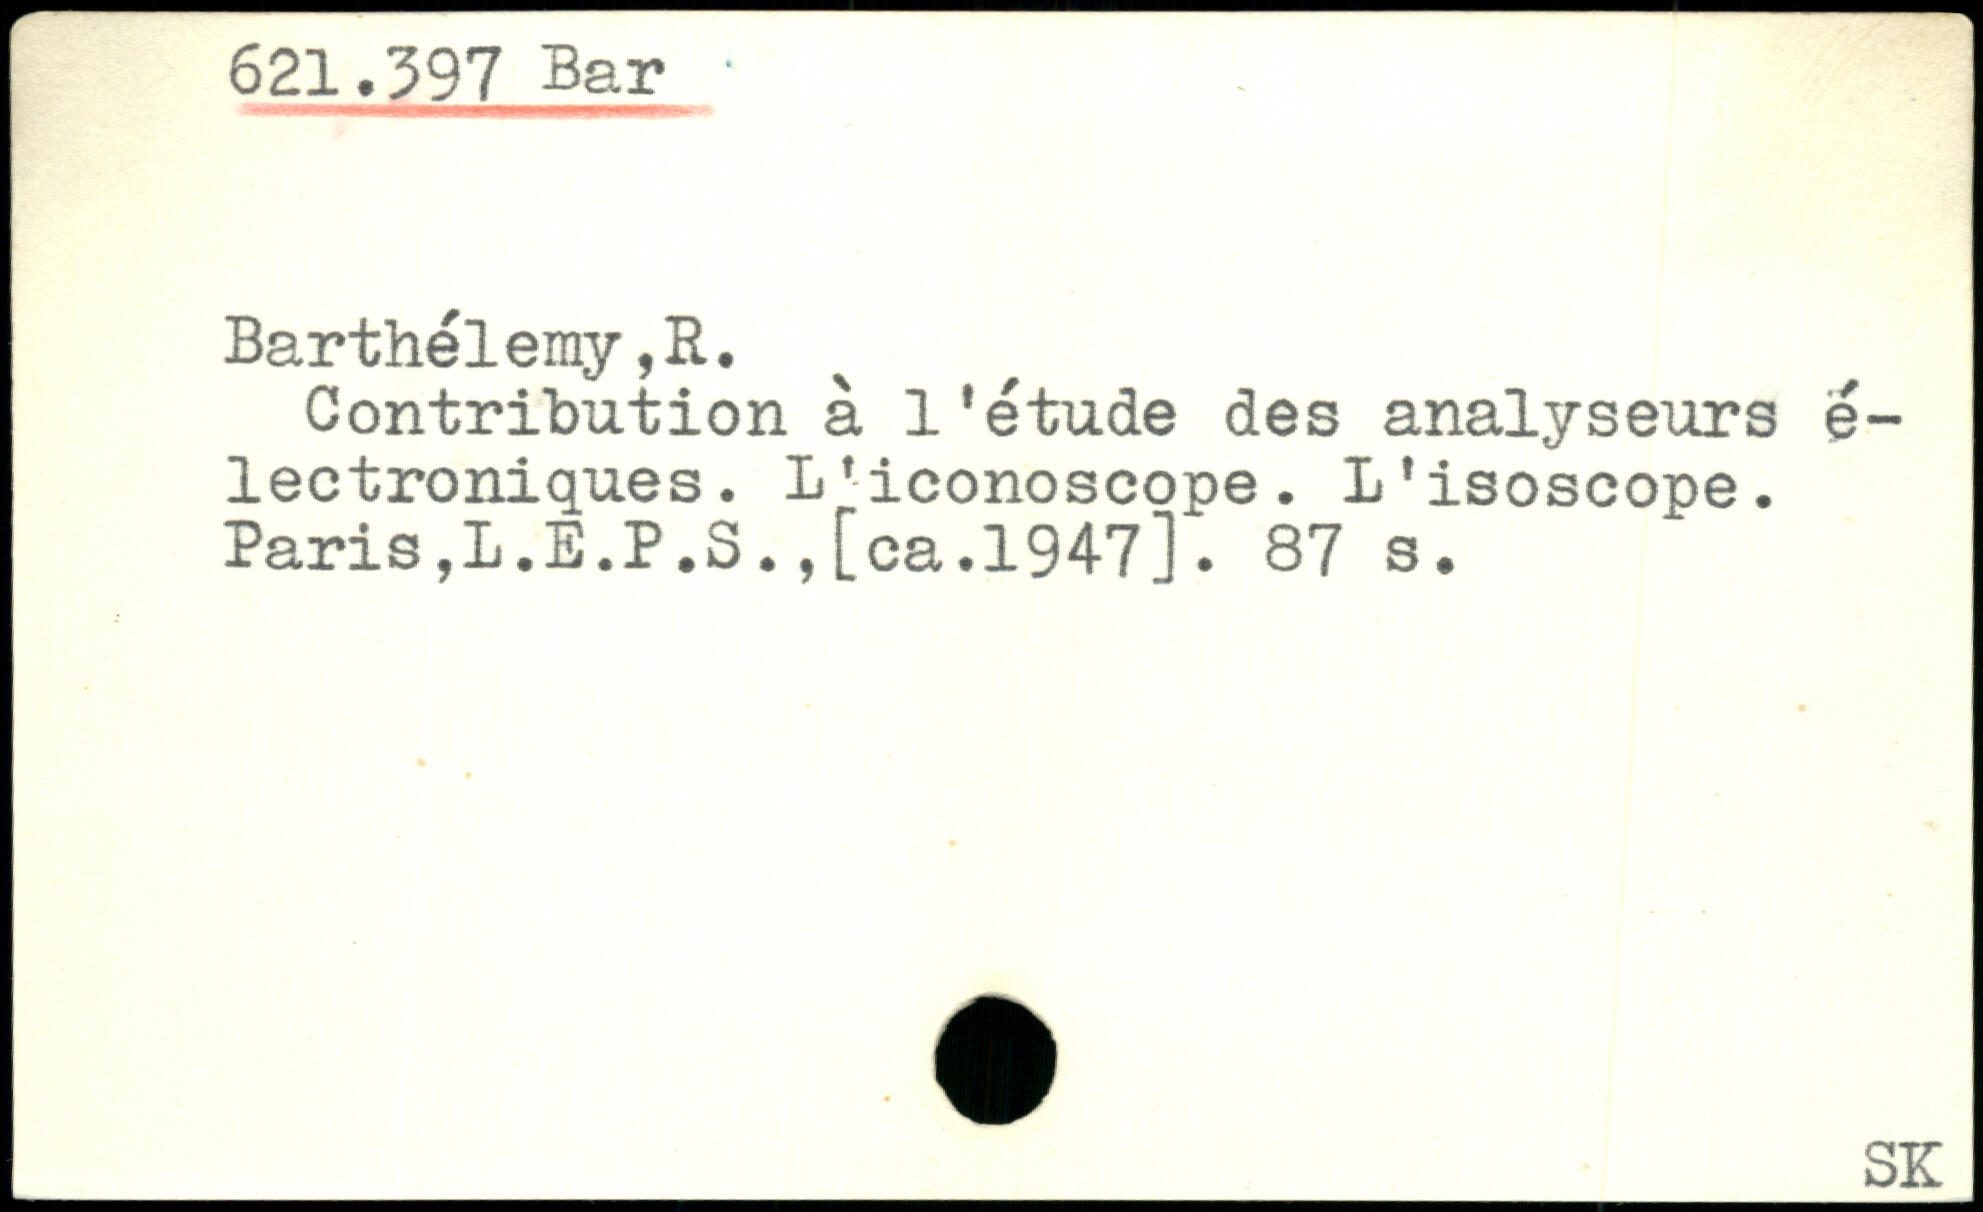 621.397 Bar
Barthélemy,R.
Contribution à l'étude des analyseurs é-
lectroniques. L'iconoscope. L'isoscope.
Paris,L.E.P.S.,[ca.1947]. 87 s.
SK